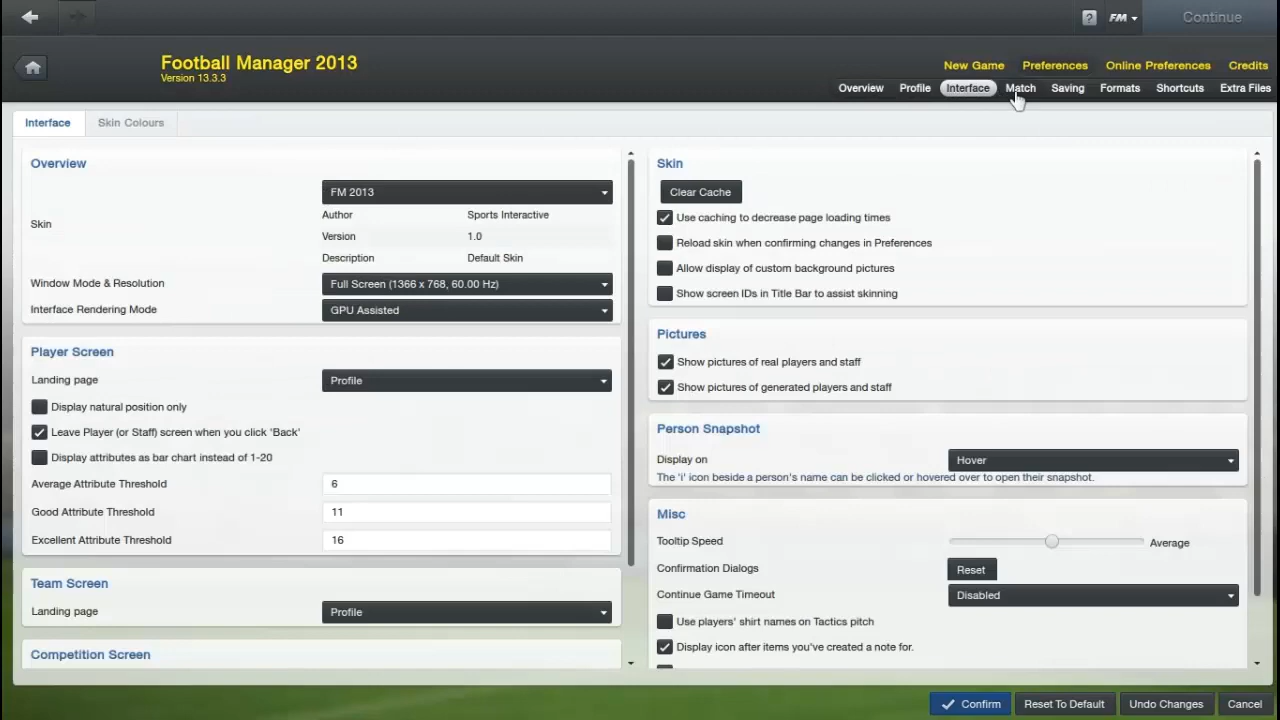 ? FM Continue
Football Manager 2013
Version 13.3.3
New Game Preferences Online Preferences Credits
Overview Profile Interface Match Saving Formats Shortcuts Extra Files
Interface Skin Colours
Overview
Skin
FM 2013
Author Sports Interactive
Version 1.0
Description Default Skin
Window Mode & Resolution Full Screen (1366 x 768, 60.00 Hz)
Interface Rendering Mode GPU Assisted
Player Screen
Landing page Profile
Display natural position only
Leave Player (or Staff) screen when you click 'Back'
Display attributes as bar chart instead of 1-20
Average Attribute Threshold 6
Good Attribute Threshold 11
Excellent Attribute Threshold 16
Team Screen
Landing page Profile
Competition Screen
Skin
Clear Cache
Use caching to decrease page loading times
Reload skin when confirming changes in Preferences
Allow display of custom background pictures
Show screen IDs in Title Bar to assist skinning
Pictures
Show pictures of real players and staff
Show pictures of generated players and staff
Person Snapshot
Display on Hover
The 'i' icon beside a person's name can be clicked or hovered over to open their snapshot.
Misc
Tooltip Speed Average
Confirmation Dialogs Reset
Continue Game Timeout Disabled
Use players' shirt names on Tactics pitch
Display icon after items you've created a note for.
Confirm Reset To Default Undo Changes Cancel